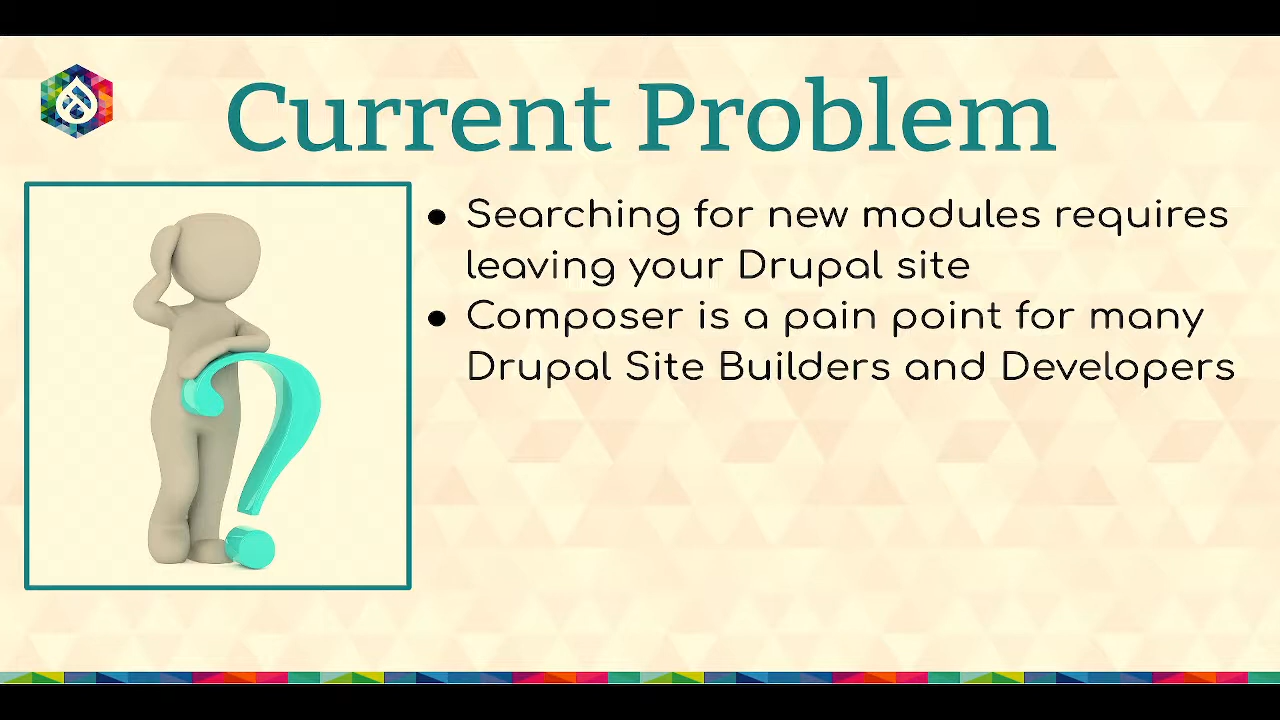 Current Problem
● Searching for new modules requires
leaving your Drupal site
● Composer is a pain point for many
Drupal Site Builders and Developers